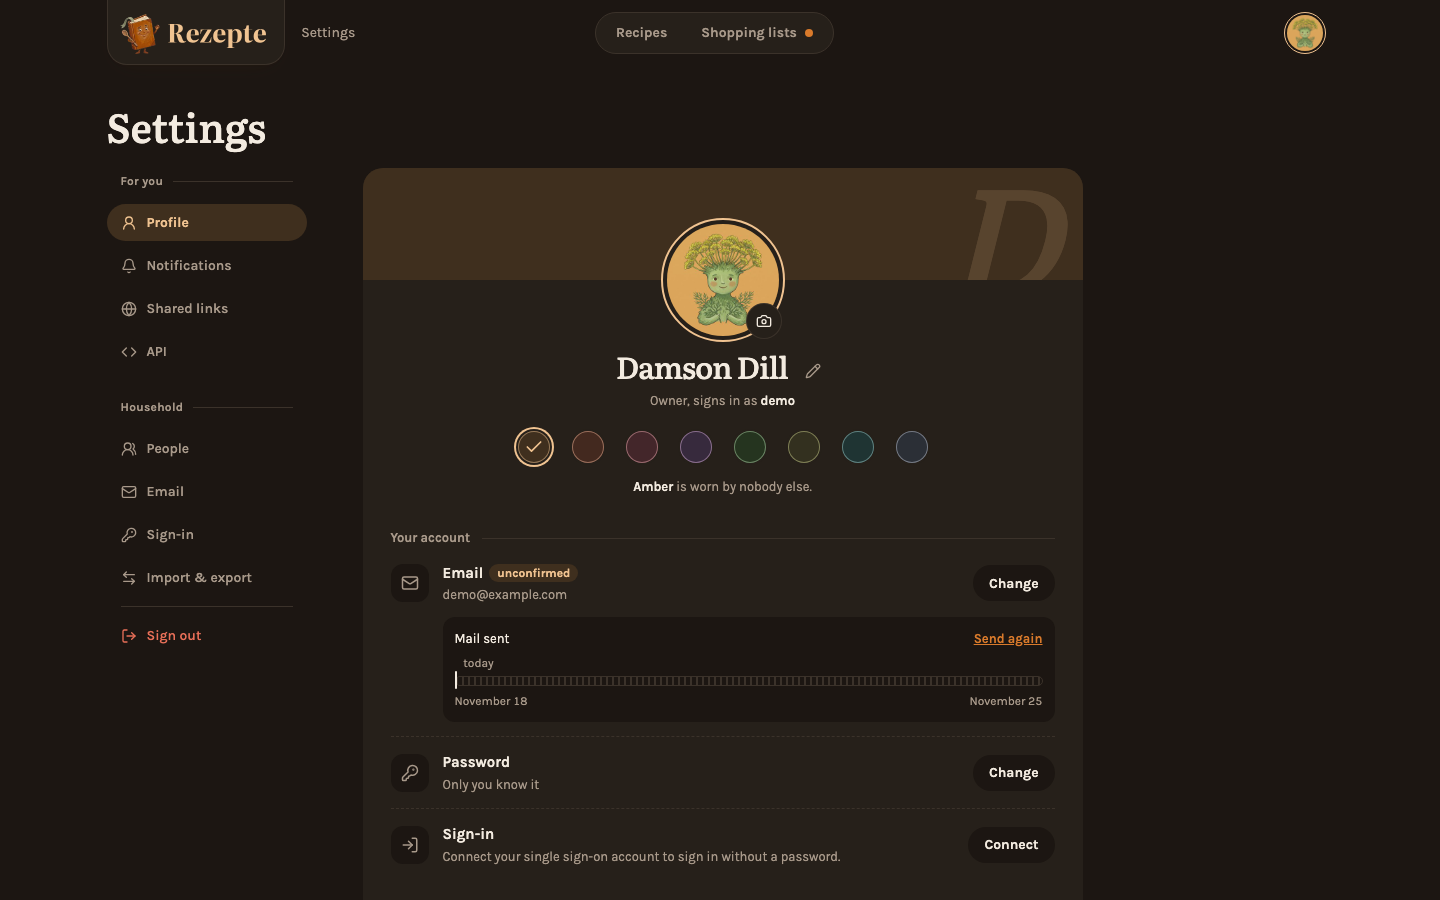 Rezepte
Settings
Recipes
Shopping lists
Settings
For you
Profile
Notifications
Shared links
API
Household
People
Email
Sign-in
Import & export
Sign out
D
Damson Dill
Owner, signs in as demo
Amber is worn by nobody else.
Your account
Email unconfirmed
demo@example.com
Change
Mail sent
Send again
today
November 18
November 25
Password
Only you know it
Change
Sign-in
Connect your single sign-on account to sign in without a password.
Connect